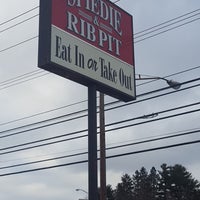 SPIEDIE
&
RIB PIT
Eat In or Take Out